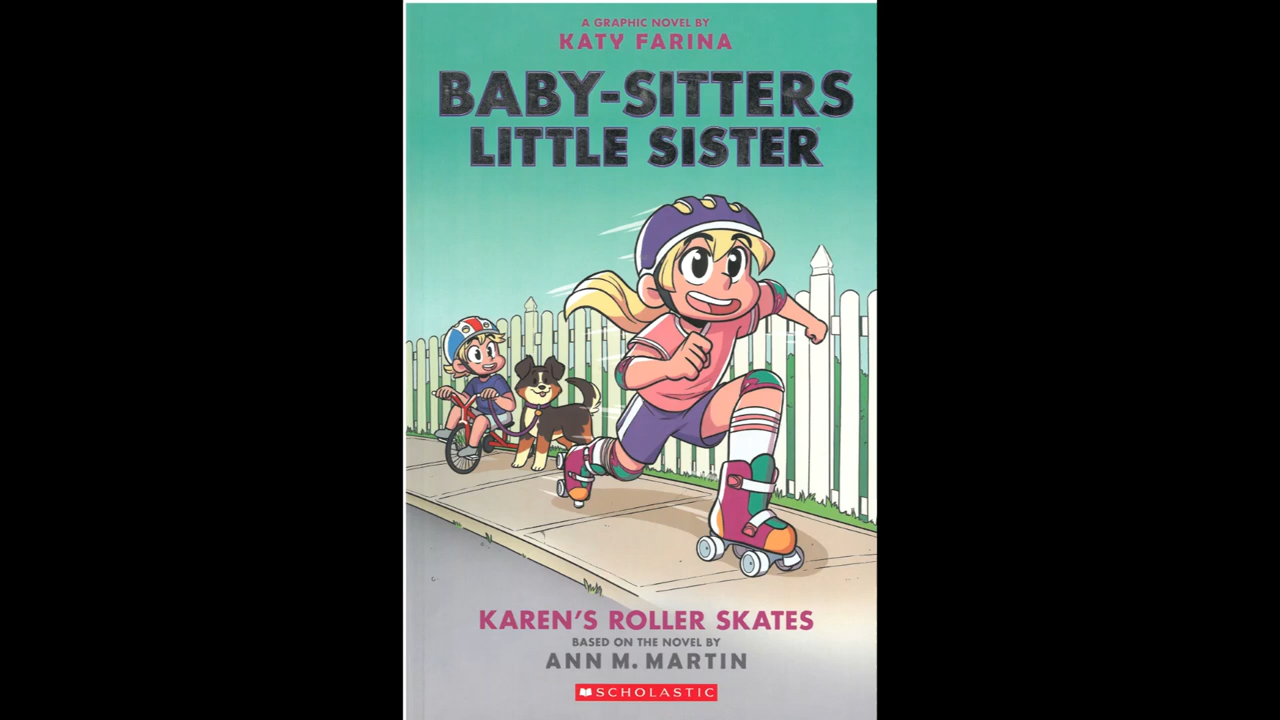 A GRAPHIC NOVEL BY
KATY FARINA
BABY-SITTERS
LITTLE SISTER
KAREN'S ROLLER SKATES
BASED ON THE NOVEL BY
ANN M. MARTIN
SCHOLASTIC